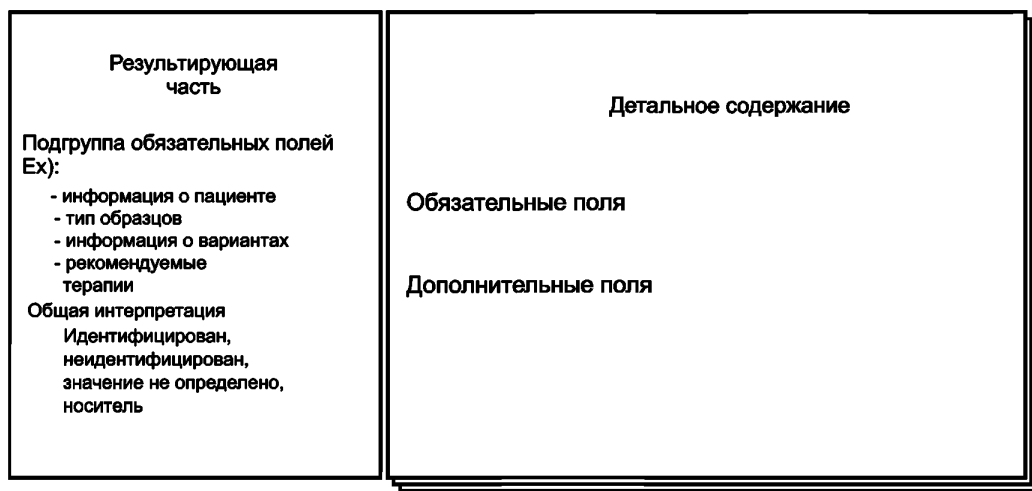 Результирующая
часть
Подгруппа обязательных полей
Ex):
- информация о пациенте
- тип образцов
- информация о вариантах
- рекомендуемые
терапии
Общая интерпретация
Идентифицирован,
неидентифицирован,
значение не определено,
носитель
Детальное содержание
Обязательные поля
Дополнительные поля